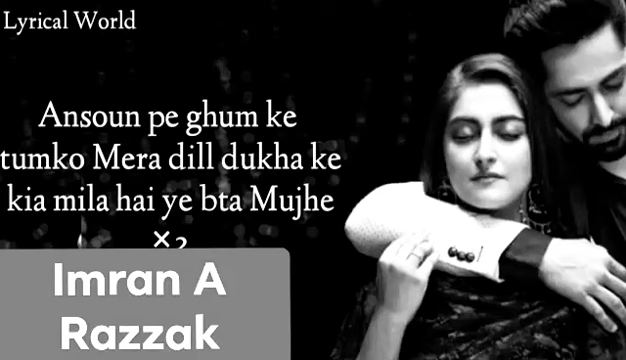 Lyrical World
Ansoun pe ghum ke
tumko Mera dill dukha ke
kia mila hai ye bta Mujhe
×2
Imran A
Razzak